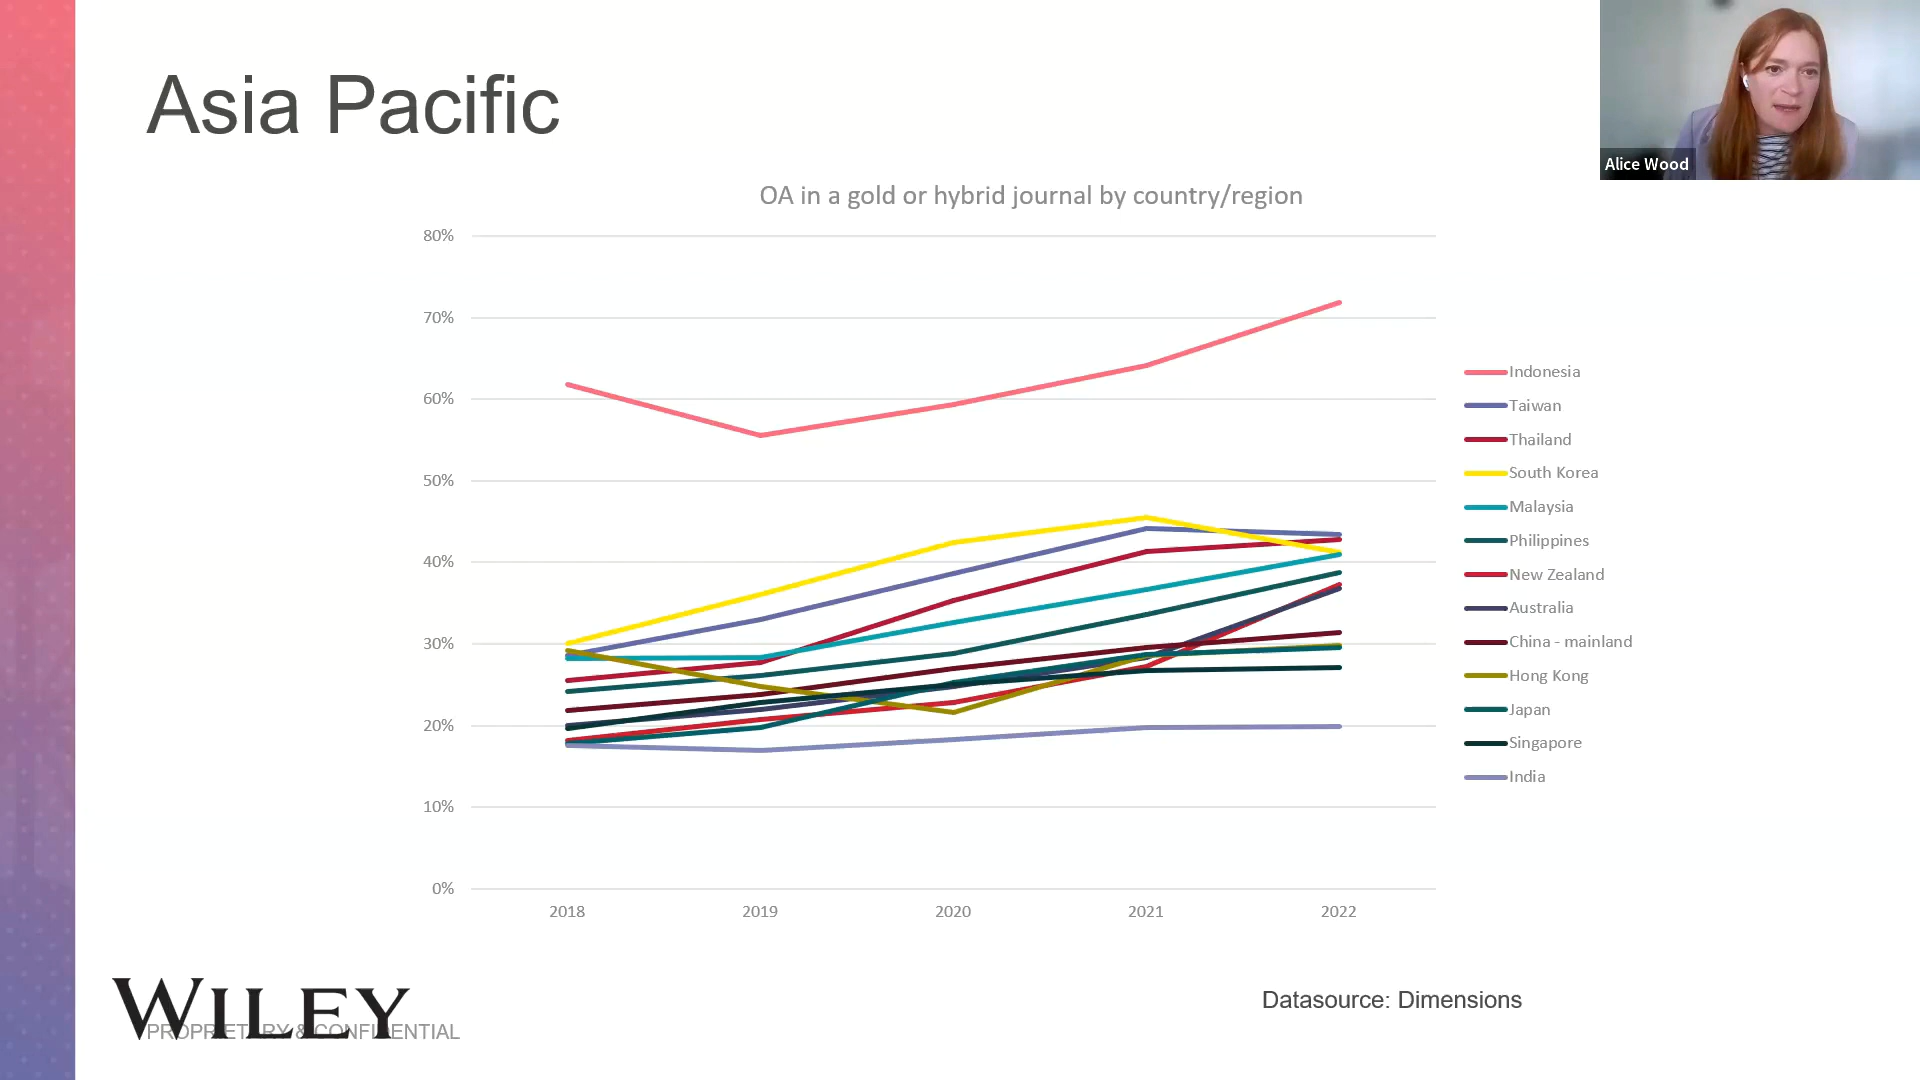 Asia Pacific
Alice Wood
OA in a gold or hybrid journal by country/region
80%
70%
60%
50%
40%
30%
20%
10%
0%
2018 2019 2020 2021 2022
Indonesia
Taiwan
Thailand
South Korea
Malaysia
Philippines
New Zealand
Australia
China - mainland
Hong Kong
Japan
Singapore
India
WILEY
PROPRIETARY & CONFIDENTIAL
Datasource: Dimensions